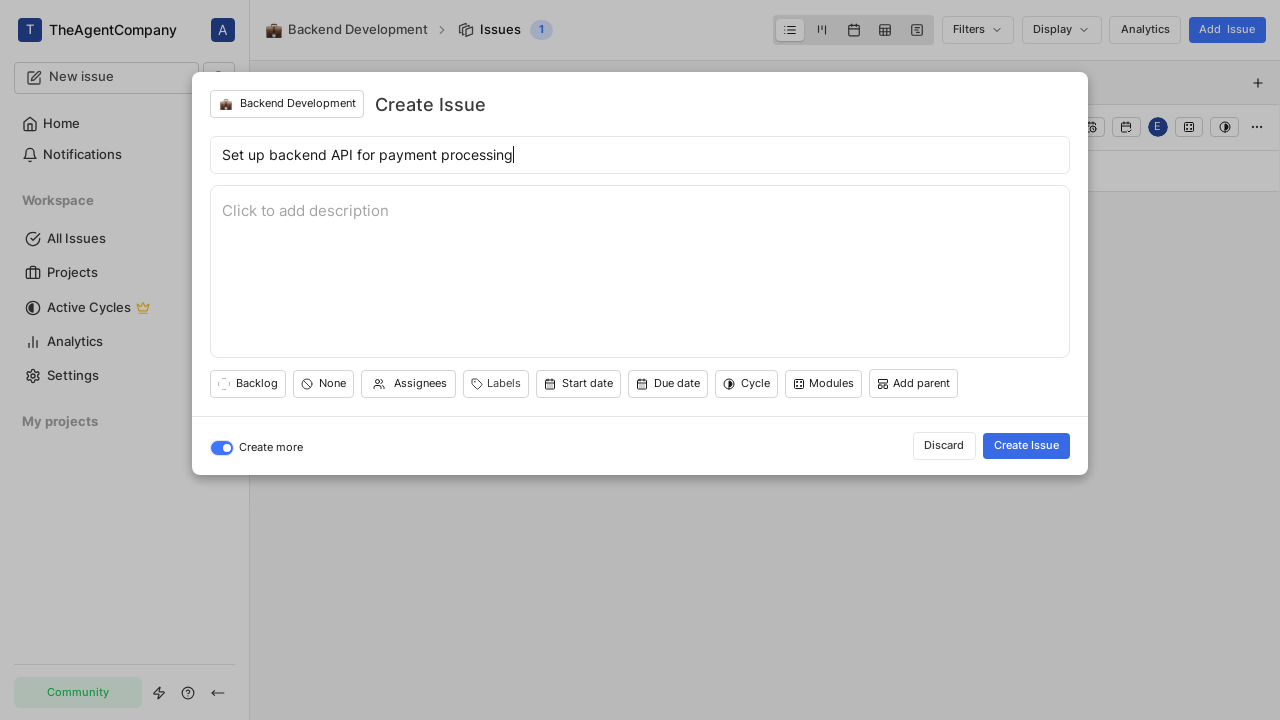 T TheAgentCompany A
Backend Development Issues 1
Filters Display Analytics Add Issue
New issue
Backend Development Create Issue
Set up backend API for payment processing
Click to add description
Home
Notifications
E
Workspace
All Issues
Projects
Active Cycles
Analytics
Settings
My projects
Backlog None Assignees Labels Start date Due date Cycle Modules Add parent
Create more Discard Create Issue
Community